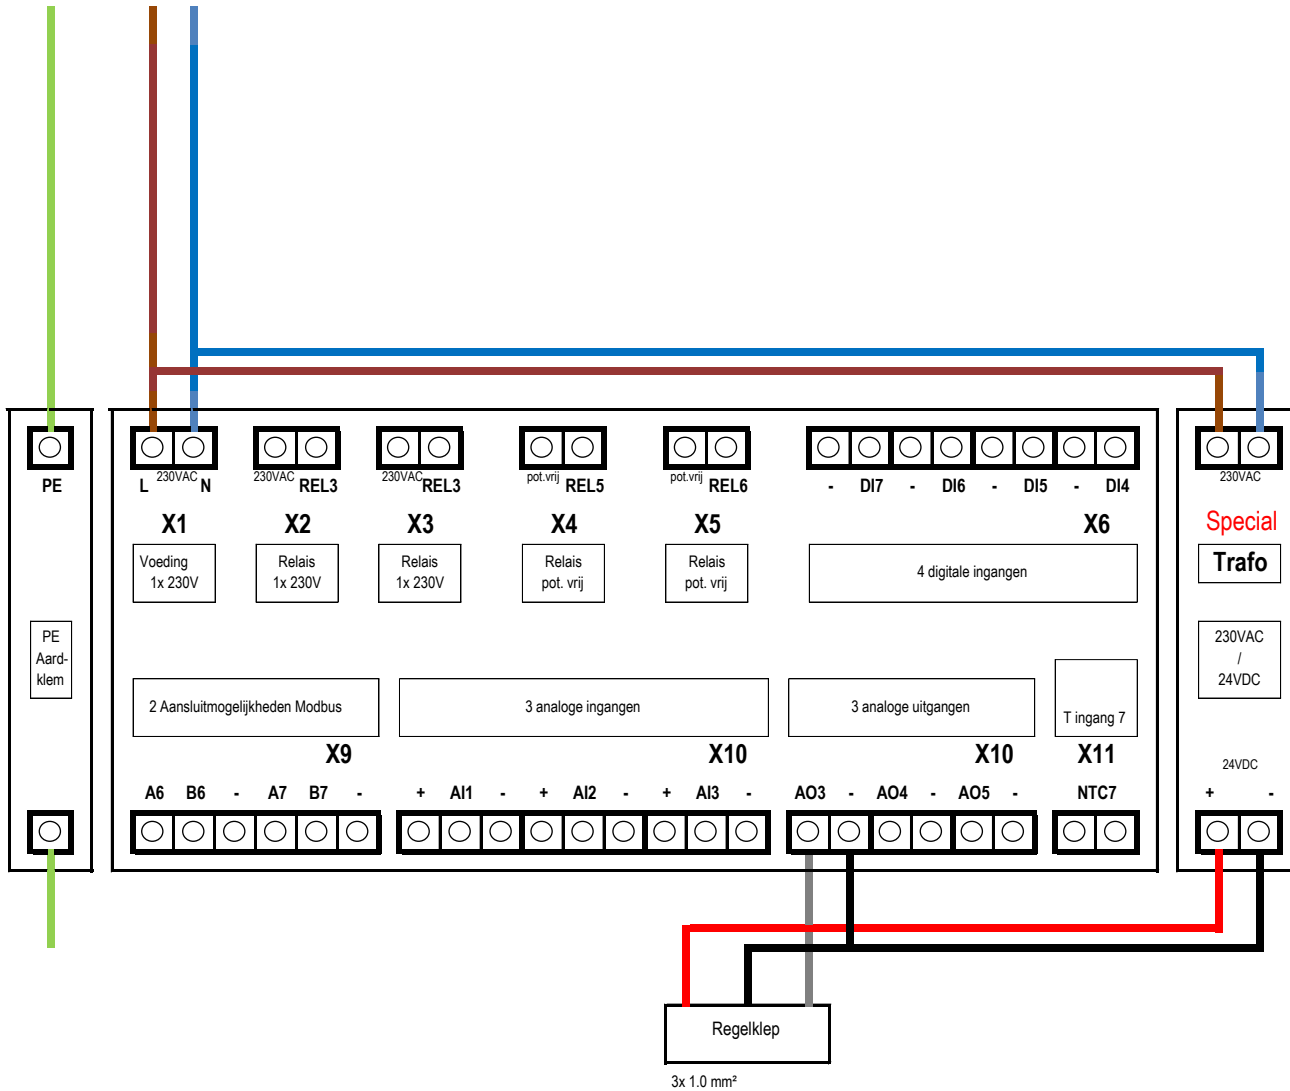 PE
L 230VAC N
230VAC REL3
230VAC REL3
pot.vrij REL5
pot.vrij REL6
- DI7 - DI6 - DI5 - DI4
230VAC
X1
X2
X3
X4
X5
X6
Special
Trafo
Voeding
1x 230V
Relais
1x 230V
Relais
1x 230V
Relais
pot. vrij
Relais
pot. vrij
4 digitale ingangen
PE
Aard-
klem
230VAC
/
24VDC
2 Aansluitmogelijkheden Modbus
3 analoge ingangen
3 analoge uitgangen
T ingang 7
X9
X10
X10
X11
24VDC
A6 B6 - A7 B7 -
+ AI1 - + AI2 - + AI3 -
AO3 - AO4 - AO5 -
NTC7
+ -
Regelklep
3x 1.0 mm²